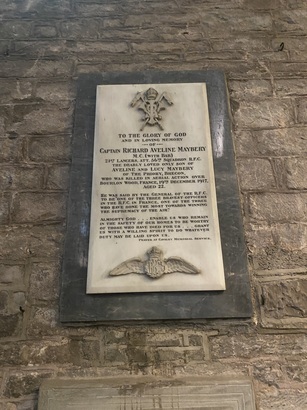 TO THE GLORY OF GOD
AND IN LOVING MEMORY
OF
CAPTAIN RICHARD AVELINE MAYBERY
M.C. (WITH BAR)
21ST LANCERS, ATT. 56TH SQUADRON R.F.C.
THE DEARLY LOVED ONLY SON OF
AVELINE AND LUCY MAYBERY
OF THE PRIORY, BRECON,
WHO WAS KILLED IN AERIAL ACTION OVER
BOURLON WOOD, FRANCE, 19TH DECEMBER 1917,
AGED 22.
HE WAS SAID BY THE GENERAL OF THE R.F.C.
TO BE ONE OF THE THREE BRAVEST OFFICERS
IN THE R.F.C. IN FRANCE, ONE OF THE THREE
WHO HAVE DONE THE MOST TOWARDS WINNING
THE SUPREMACY OF THE AIR.
ALMIGHTY GOD . . . ENABLE US WHO REMAIN
IN THE SAFETY OF OUR HOMES TO BE WORTHY
OF THOSE WHO HAVE DIED FOR US . . . GRANT
US WITH A WILLING SPIRIT TO DO WHATEVER
DUTY MAY BE LAID UPON US.
PRAYER AT MEMORIAL SERVICE.